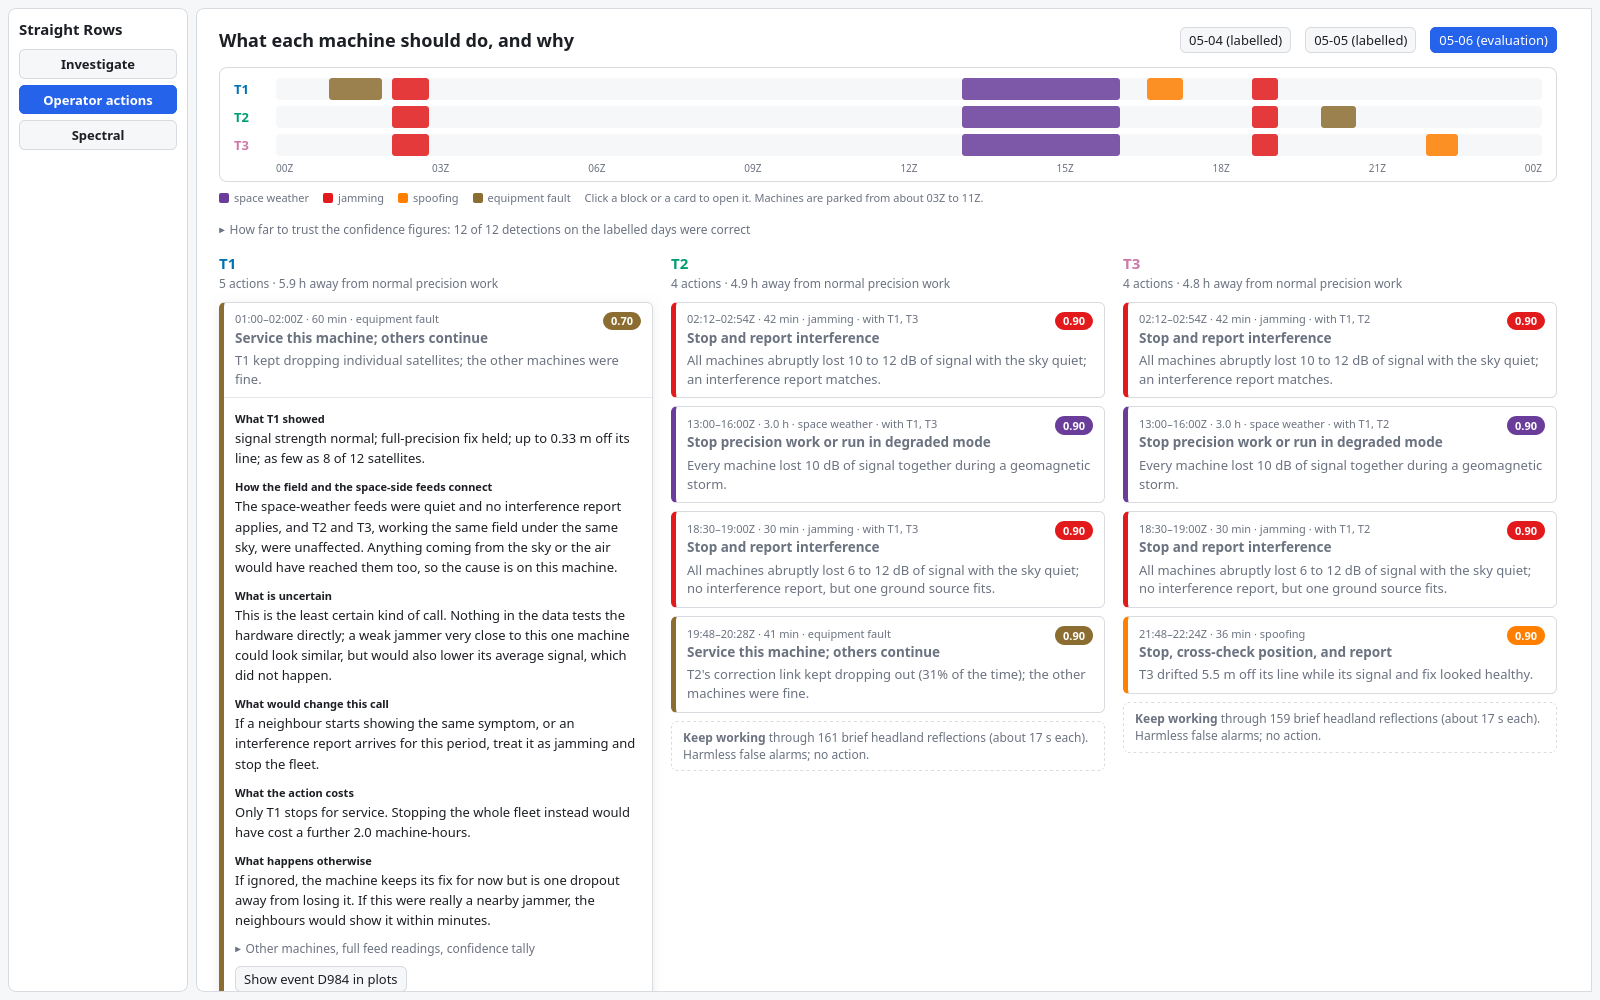 Straight Rows
Investigate
Operator actions
Spectral
What each machine should do, and why
05-04 (labelled)
05-05 (labelled)
05-06 (evaluation)
T1
T2
T3
00Z
03Z
06Z
09Z
12Z
15Z
18Z
21Z
00Z
space weather
jamming
spoofing
equipment fault
Click a block or a card to open it. Machines are parked from about 03Z to 11Z.
▸ How far to trust the confidence figures: 12 of 12 detections on the labelled days were correct
T1
5 actions · 5.9 h away from normal precision work
01:00–02:00Z · 60 min · equipment fault
0.70
Service this machine; others continue
T1 kept dropping individual satellites; the other machines were
fine.
What T1 showed
signal strength normal; full-precision fix held; up to 0.33 m off its
line; as few as 8 of 12 satellites.
How the field and the space-side feeds connect
The space-weather feeds were quiet and no interference report
applies, and T2 and T3, working the same field under the same
sky, were unaffected. Anything coming from the sky or the air
would have reached them too, so the cause is on this machine.
What is uncertain
This is the least certain kind of call. Nothing in the data tests the
hardware directly; a weak jammer very close to this one machine
could look similar, but would also lower its average signal, which
did not happen.
What would change this call
If a neighbour starts showing the same symptom, or an
interference report arrives for this period, treat it as jamming and
stop the fleet.
What the action costs
Only T1 stops for service. Stopping the whole fleet instead would
have cost a further 2.0 machine-hours.
What happens otherwise
If ignored, the machine keeps its fix for now but is one dropout
away from losing it. If this were really a nearby jammer, the
neighbours would show it within minutes.
▸ Other machines, full feed readings, confidence tally
Show event D984 in plots
T2
4 actions · 4.9 h away from normal precision work
02:12–02:54Z · 42 min · jamming · with T1, T3
0.90
Stop and report interference
All machines abruptly lost 10 to 12 dB of signal with the sky quiet;
an interference report matches.
13:00–16:00Z · 3.0 h · space weather · with T1, T3
0.90
Stop precision work or run in degraded mode
Every machine lost 10 dB of signal together during a geomagnetic
storm.
18:30–19:00Z · 30 min · jamming · with T1, T3
0.90
Stop and report interference
All machines abruptly lost 6 to 12 dB of signal with the sky quiet;
no interference report, but one ground source fits.
19:48–20:28Z · 41 min · equipment fault
0.90
Service this machine; others continue
T2's correction link kept dropping out (31% of the time); the other
machines were fine.
Keep working through 161 brief headland reflections (about 17 s each).
Harmless false alarms; no action.
T3
4 actions · 4.8 h away from normal precision work
02:12–02:54Z · 42 min · jamming · with T1, T2
0.90
Stop and report interference
All machines abruptly lost 10 to 12 dB of signal with the sky quiet;
an interference report matches.
13:00–16:00Z · 3.0 h · space weather · with T1, T2
0.90
Stop precision work or run in degraded mode
Every machine lost 10 dB of signal together during a geomagnetic
storm.
18:30–19:00Z · 30 min · jamming · with T1, T2
0.90
Stop and report interference
All machines abruptly lost 6 to 12 dB of signal with the sky quiet;
no interference report, but one ground source fits.
21:48–22:24Z · 36 min · spoofing
0.90
Stop, cross-check position, and report
T3 drifted 5.5 m off its line while its signal and fix looked healthy.
Keep working through 159 brief headland reflections (about 17 s each).
Harmless false alarms; no action.